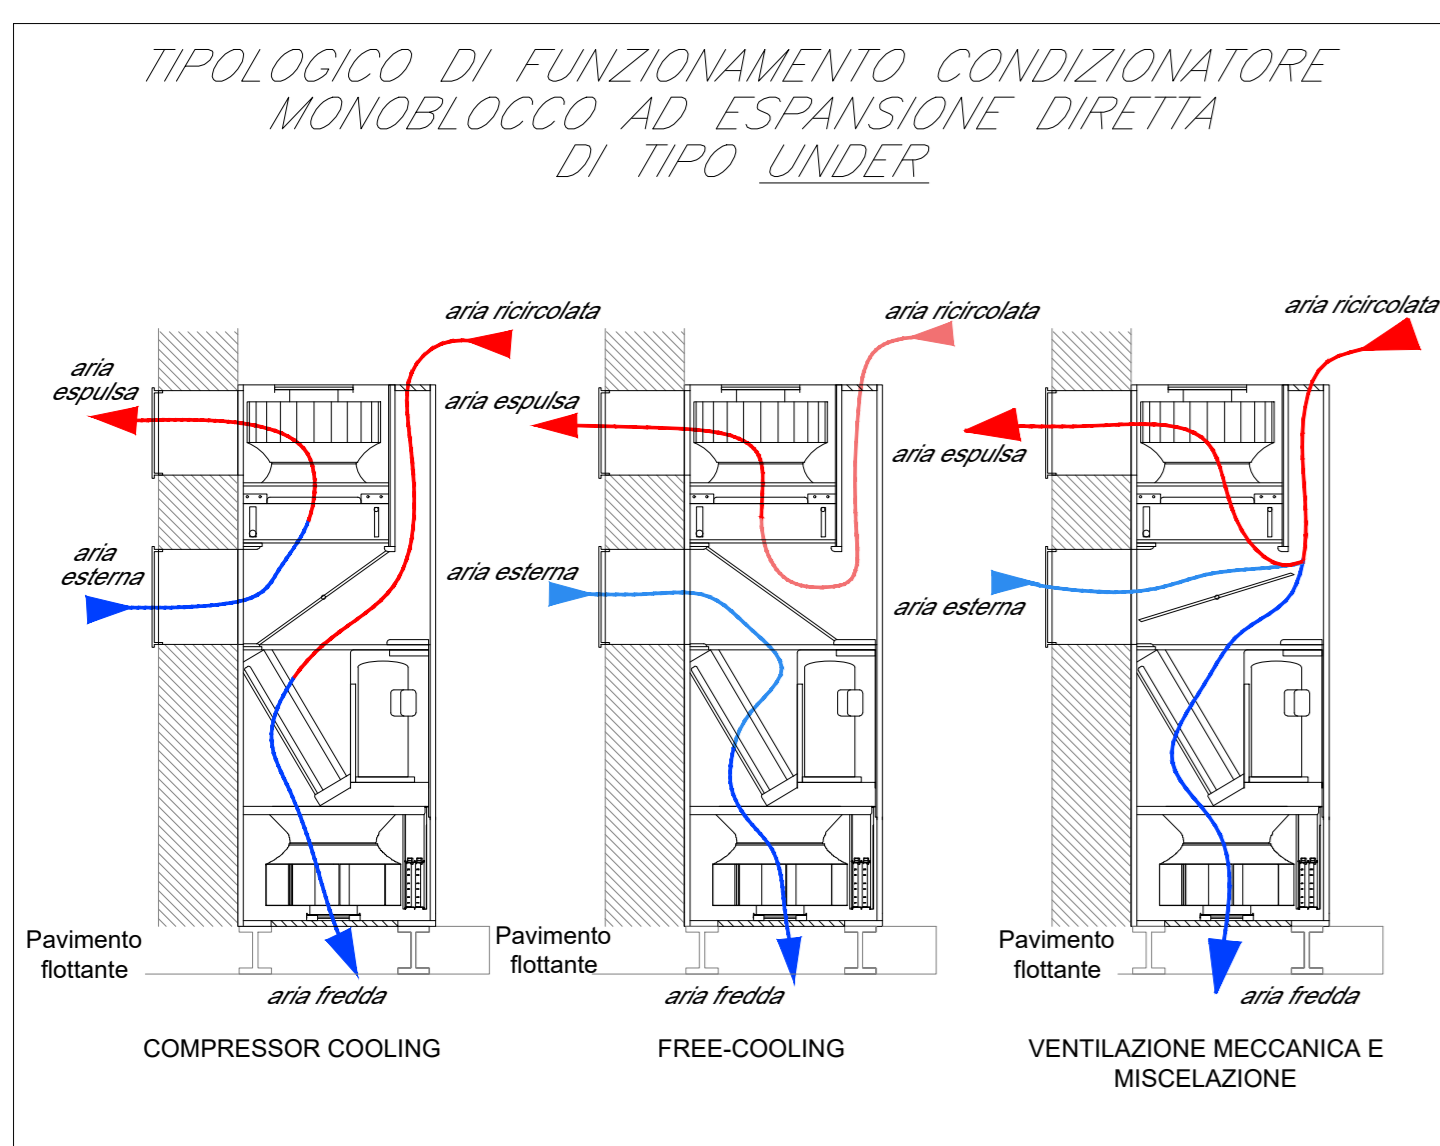 TIPOLOGICO DI FUNZIONAMENTO CONDIZIONATORE
MONOBLOCCO AD ESPANSIONE DIRETTA
DI TIPO UNDER
aria ricircolata
aria
espulsa
aria
esterna
Pavimento
flottante
aria fredda
COMPRESSOR COOLING
aria ricircolata
aria espulsa
aria esterna
Pavimento
flottante
aria fredda
FREE-COOLING
aria ricircolata
aria espulsa
aria esterna
Pavimento
flottante
aria fredda
VENTILAZIONE MECCANICA E
MISCELAZIONE